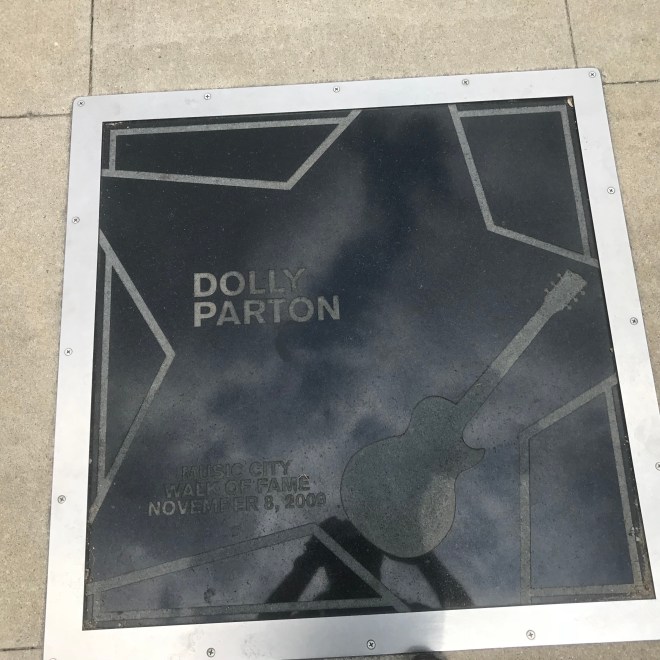 DOLLY
PARTON
MUSIC CITY
WALK OF FAME
NOVEMBER 8, 2009